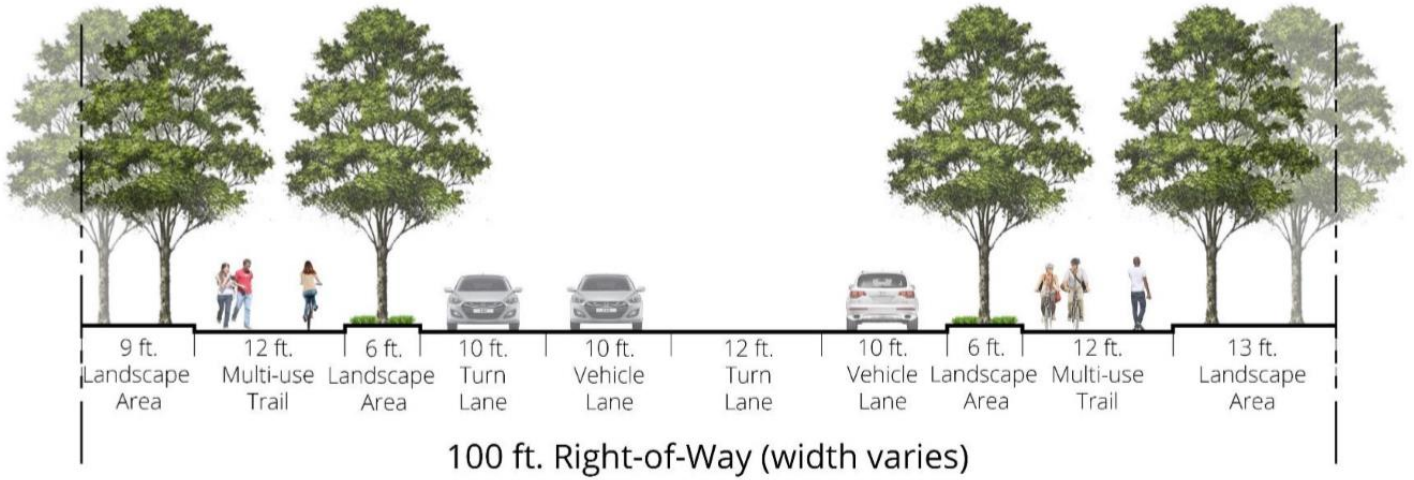 9 ft.
Landscape
Area
12 ft.
Multi-use
Trail
6 ft.
Landscape
Area
10 ft.
Turn
Lane
10 ft.
Vehicle
Lane
12 ft.
Turn
Lane
10 ft.
Vehicle
Lane
6 ft.
Landscape
Area
12 ft.
Multi-use
Trail
13 ft.
Landscape
Area
100 ft. Right-of-Way (width varies)